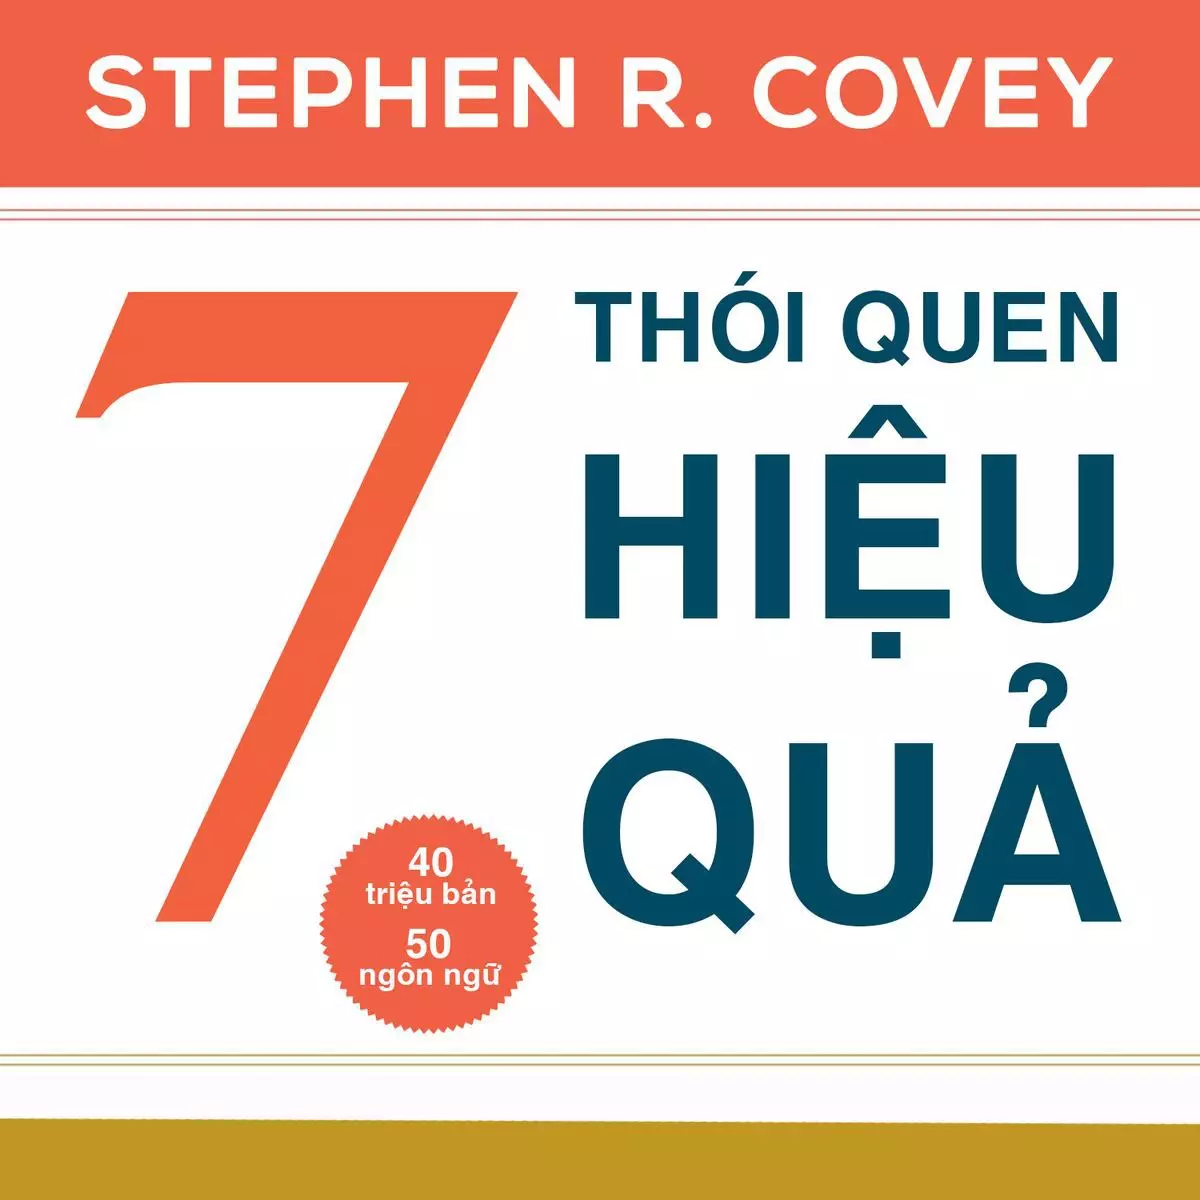 STEPHEN R. COVEY
7
THÓI QUEN
HIỆU
QUẢ
40
triệu bản
50
ngôn ngữ